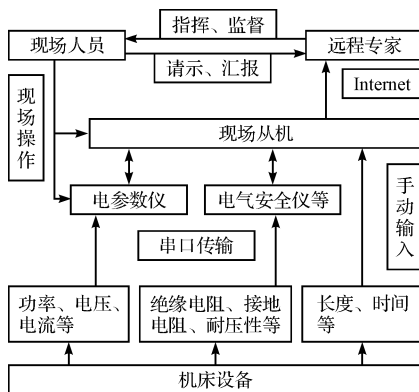 指挥、监督
现场人员
远程专家
请示、汇报
Internet
现场操作
现场从机
电参数仪
电气安全仪等
手动输入
串口传输
功率、电压、
电流等
绝缘电阻、接地
电阻、耐压性等
长度、时间
等
机床设备